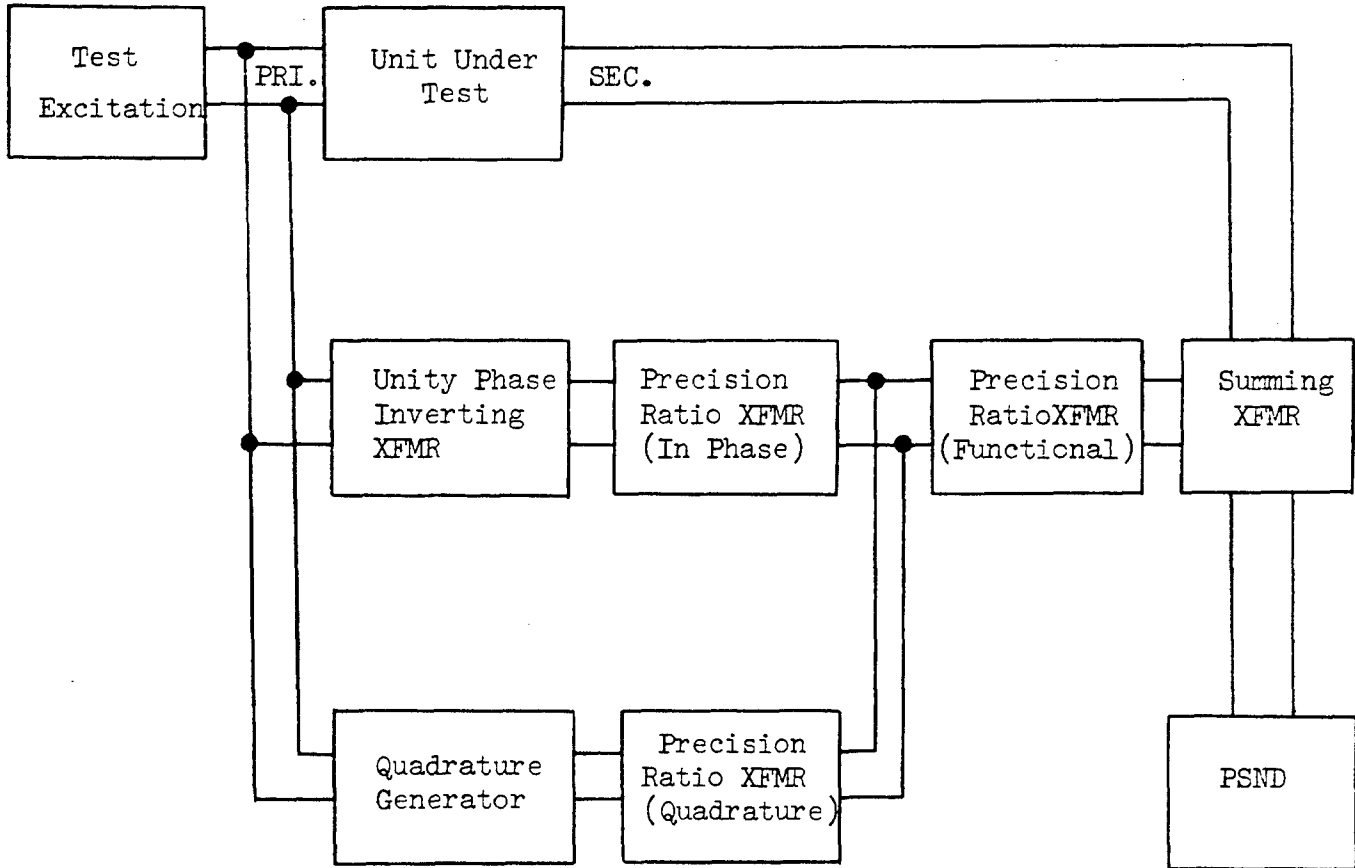 Test
Excitation
PRI.
Unit Under
Test
SEC.
Unity Phase
Inverting
XFMR
Precision
Ratio XFMR
(In Phase)
Precision
RatioXFMR
(Functional)
Summing
XFMR
Quadrature
Generator
Precision
Ratio XFMR
(Quadrature)
PSND